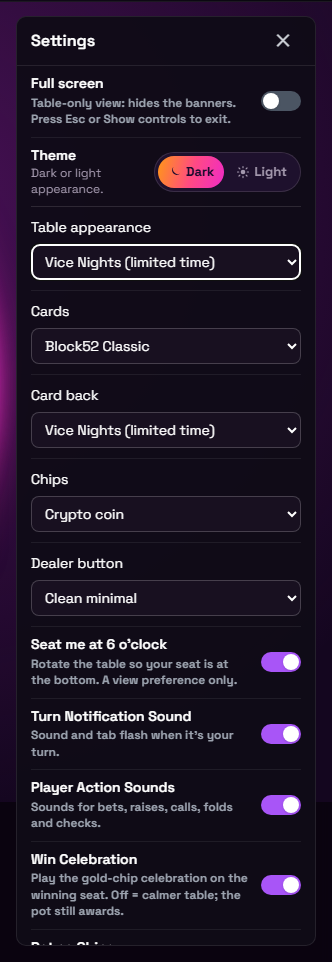 Settings
Full screen
Table-only view: hides the banners.
Press Esc or Show controls to exit.
Theme
Dark or light
appearance.
Dark
Light
Table appearance
Vice Nights (limited time)
Cards
Block52 Classic
Card back
Vice Nights (limited time)
Chips
Crypto coin
Dealer button
Clean minimal
Seat me at 6 o'clock
Rotate the table so your seat is at
the bottom. A view preference only.
Turn Notification Sound
Sound and tab flash when it's your
turn.
Player Action Sounds
Sounds for bets, raises, calls, folds
and checks.
Win Celebration
Play the gold-chip celebration on the
winning seat. Off = calmer table; the
pot still awards.